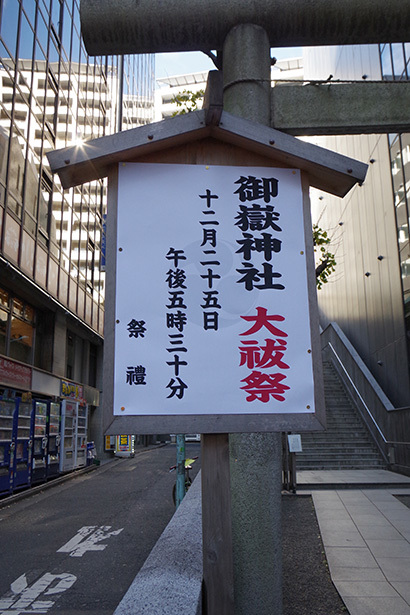 御嶽神社 大祓祭
十二月二十五日
午後五時三十分
祭禮